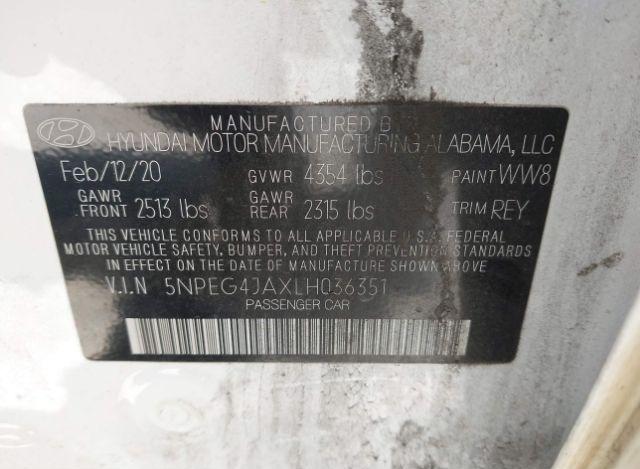 MANUFACTURED B
HYUNDAI MOTOR MANUFACTURING ALABAMA, LLC
Feb/12/20 GVWR 4354 lbs PAINT WW8
GAWR FRONT 2513 lbs GAWR REAR 2315 lbs TRIM REY
THIS VEHICLE CONFORMS TO ALL APPLICABLE U.S.A. FEDERAL
MOTOR VEHICLE SAFETY, BUMPER, AND THEFT PREVENTION STANDARDS
IN EFFECT ON THE DATE OF MANUFACTURE SHOWN ABOVE.
V.I.N 5NPEG4JAXLH036351
PASSENGER CAR